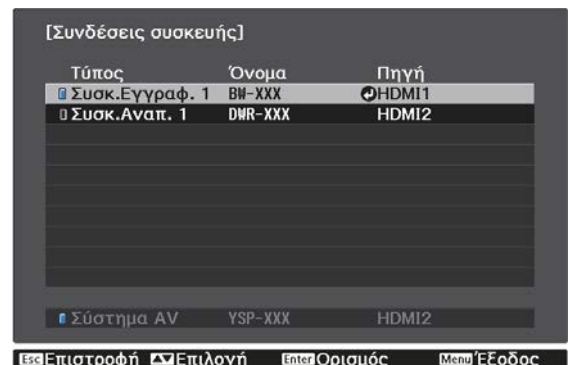 [Συνδέσεις συσκευής]
Τύπος Όνομα Πηγή
Συσκ.Εγγραφ. 1 BW-XXX HDMI1
Συσκ.Αναπ. 1 DWR-XXX HDMI2
Σύστημα AV YSP-XXX HDMI2
Esc Επιστροφή Επιλογή Enter Ορισμός Menu Έξοδος